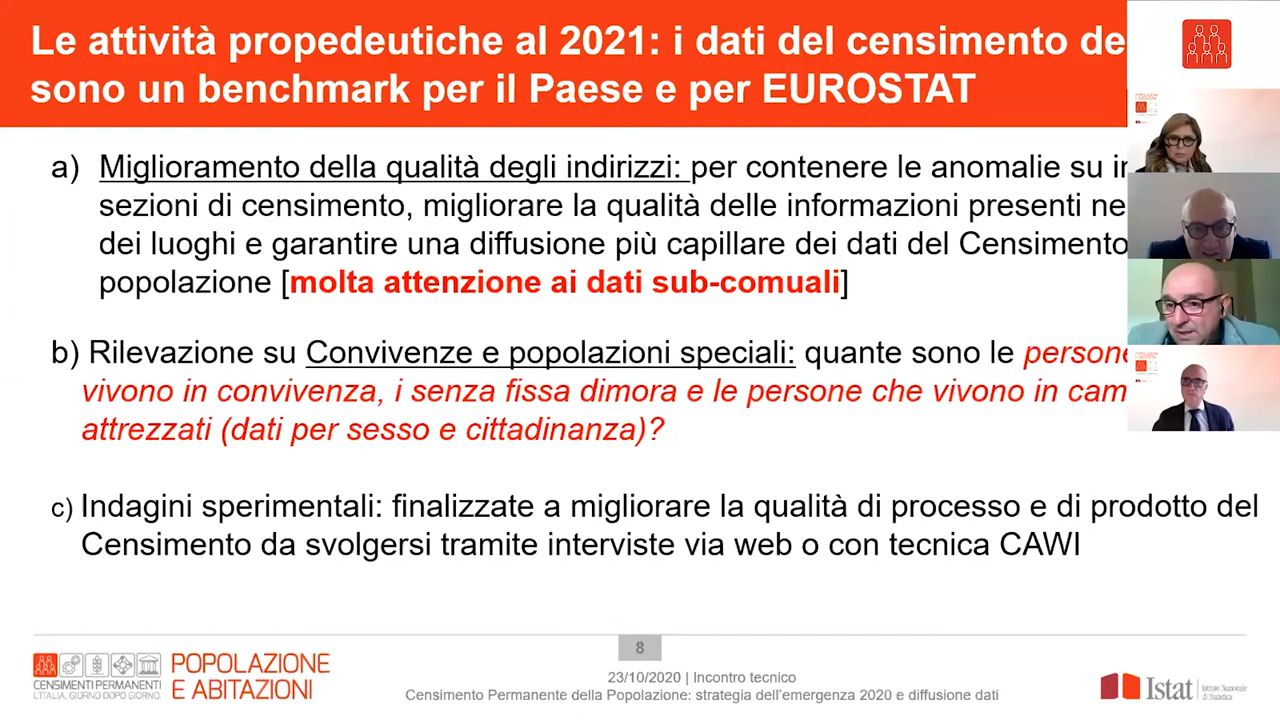 Le attività propedeutiche al 2021: i dati del censimento de
sono un benchmark per il Paese e per EUROSTAT
a) Miglioramento della qualità degli indirizzi: per contenere le anomalie su in
sezioni di censimento, migliorare la qualità delle informazioni presenti ne
dei luoghi e garantire una diffusione più capillare dei dati del Censimento
popolazione [molta attenzione ai dati sub-comuali]
b) Rilevazione su Convivenze e popolazioni speciali: quante sono le persone
vivono in convivenza, i senza fissa dimora e le persone che vivono in cam
attrezzati (dati per sesso e cittadinanza)?
c) Indagini sperimentali: finalizzate a migliorare la qualità di processo e di prodotto del
Censimento da svolgersi tramite interviste via web o con tecnica CAWI
8
CENSIMENTI PERMANENTI
L'ITALIA, GIORNO DOPO GIORNO.
POPOLAZIONE
E ABITAZIONI
23/10/2020 | Incontro tecnico
Censimento Permanente della Popolazione: strategia dell'emergenza 2020 e diffusione dati
Istat
Istituto Nazionale
di Statistica